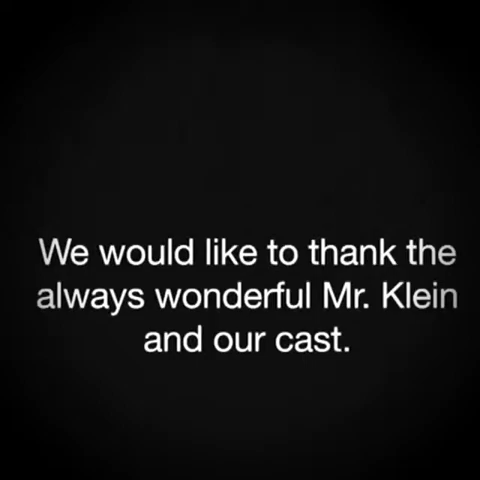 We would like to thank the
always wonderful Mr. Klein
and our cast.